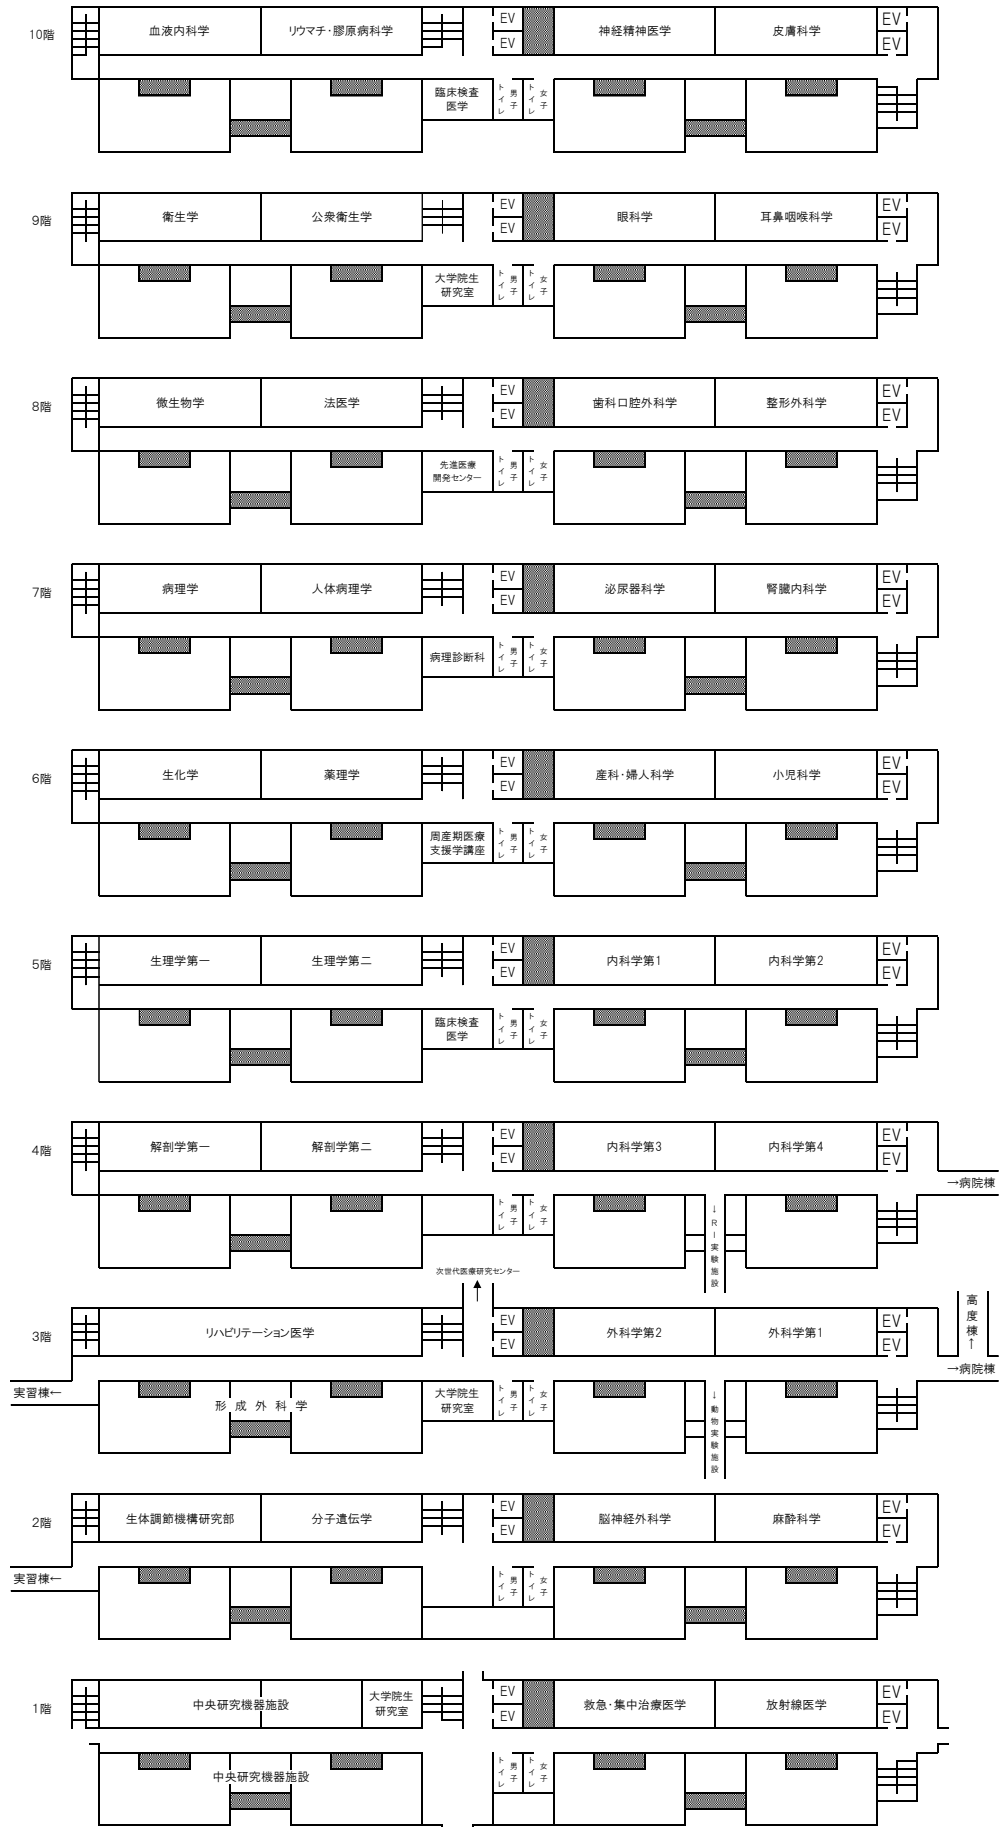 10階
血液内科学
リウマチ・膠原病科学
EV
EV
神経精神医学
皮膚科学
EV
EV
臨床検査
医学
男子
トイレ
女子
トイレ
9階
衛生学
公衆衛生学
EV
EV
眼科学
耳鼻咽喉科学
EV
EV
大学院生
研究室
男子
トイレ
女子
トイレ
8階
微生物学
法医学
EV
EV
歯科口腔外科学
整形外科学
EV
EV
先進医療
開発センター
男子
トイレ
女子
トイレ
7階
病理学
人体病理学
EV
EV
泌尿器科学
腎臓内科学
EV
EV
病理診断科
男子
トイレ
女子
トイレ
6階
生化学
薬理学
EV
EV
産科・婦人科学
小児科学
EV
EV
周産期医療
支援学講座
男子
トイレ
女子
トイレ
5階
生理学第一
生理学第二
EV
EV
内科学第1
内科学第2
EV
EV
臨床検査
医学
男子
トイレ
女子
トイレ
4階
解剖学第一
解剖学第二
EV
EV
内科学第3
内科学第4
EV
EV
→病院棟
男子
トイレ
女子
トイレ
↓RI実験施設
次世代医療研究センター
3階
リハビリテーション医学
EV
EV
外科学第2
外科学第1
EV
EV
高度棟↑
→病院棟
実習棟←
形成外科学
大学院生
研究室
男子
トイレ
女子
トイレ
↓動物実験施設
2階
生体調節機構研究部
分子遺伝学
EV
EV
脳神経外科学
麻酔科学
EV
EV
実習棟←
男子
トイレ
女子
トイレ
1階
中央研究機器施設
大学院生
研究室
EV
EV
救急・集中治療医学
放射線医学
EV
EV
中央研究機器施設
男子
トイレ
女子
トイレ